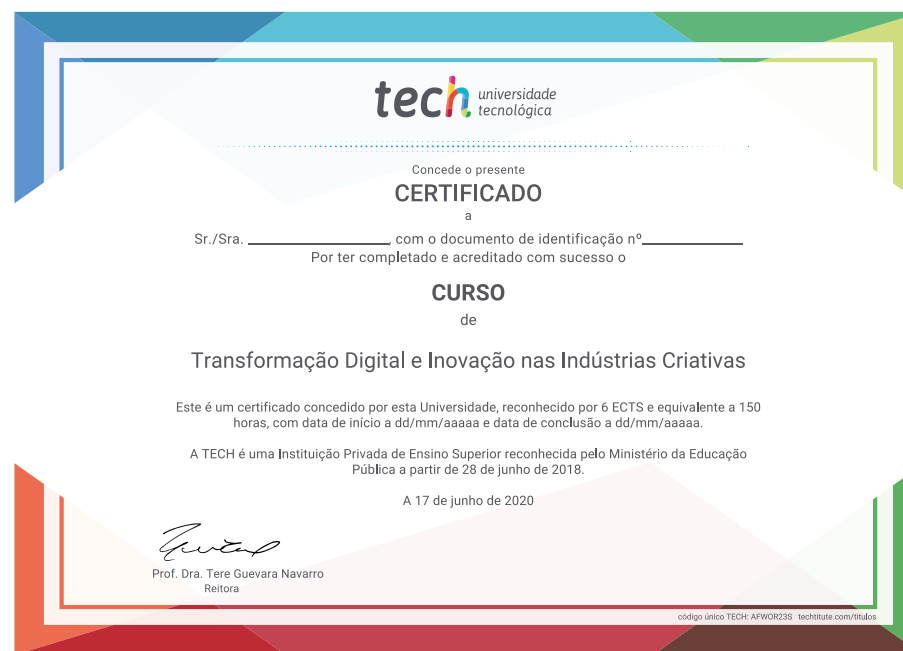 tech universidade
tecnológica
Concede o presente
CERTIFICADO
a
Sr./Sra. ____________________, com o documento de identificação nº______________
Por ter completado e acreditado com sucesso o
CURSO
de
Transformação Digital e Inovação nas Indústrias Criativas
Este é um certificado concedido por esta Universidade, reconhecido por 6 ECTS e equivalente a 150
horas, com data de início a dd/mm/aaaaa e data de conclusão a dd/mm/aaaaa.
A TECH é uma Instituição Privada de Ensino Superior reconhecida pelo Ministério da Educação
Pública a partir de 28 de junho de 2018.
A 17 de junho de 2020
Prof. Dra. Tere Guevara Navarro
Reitora
código único TECH: AFWOR23S techtitute.com/titulos